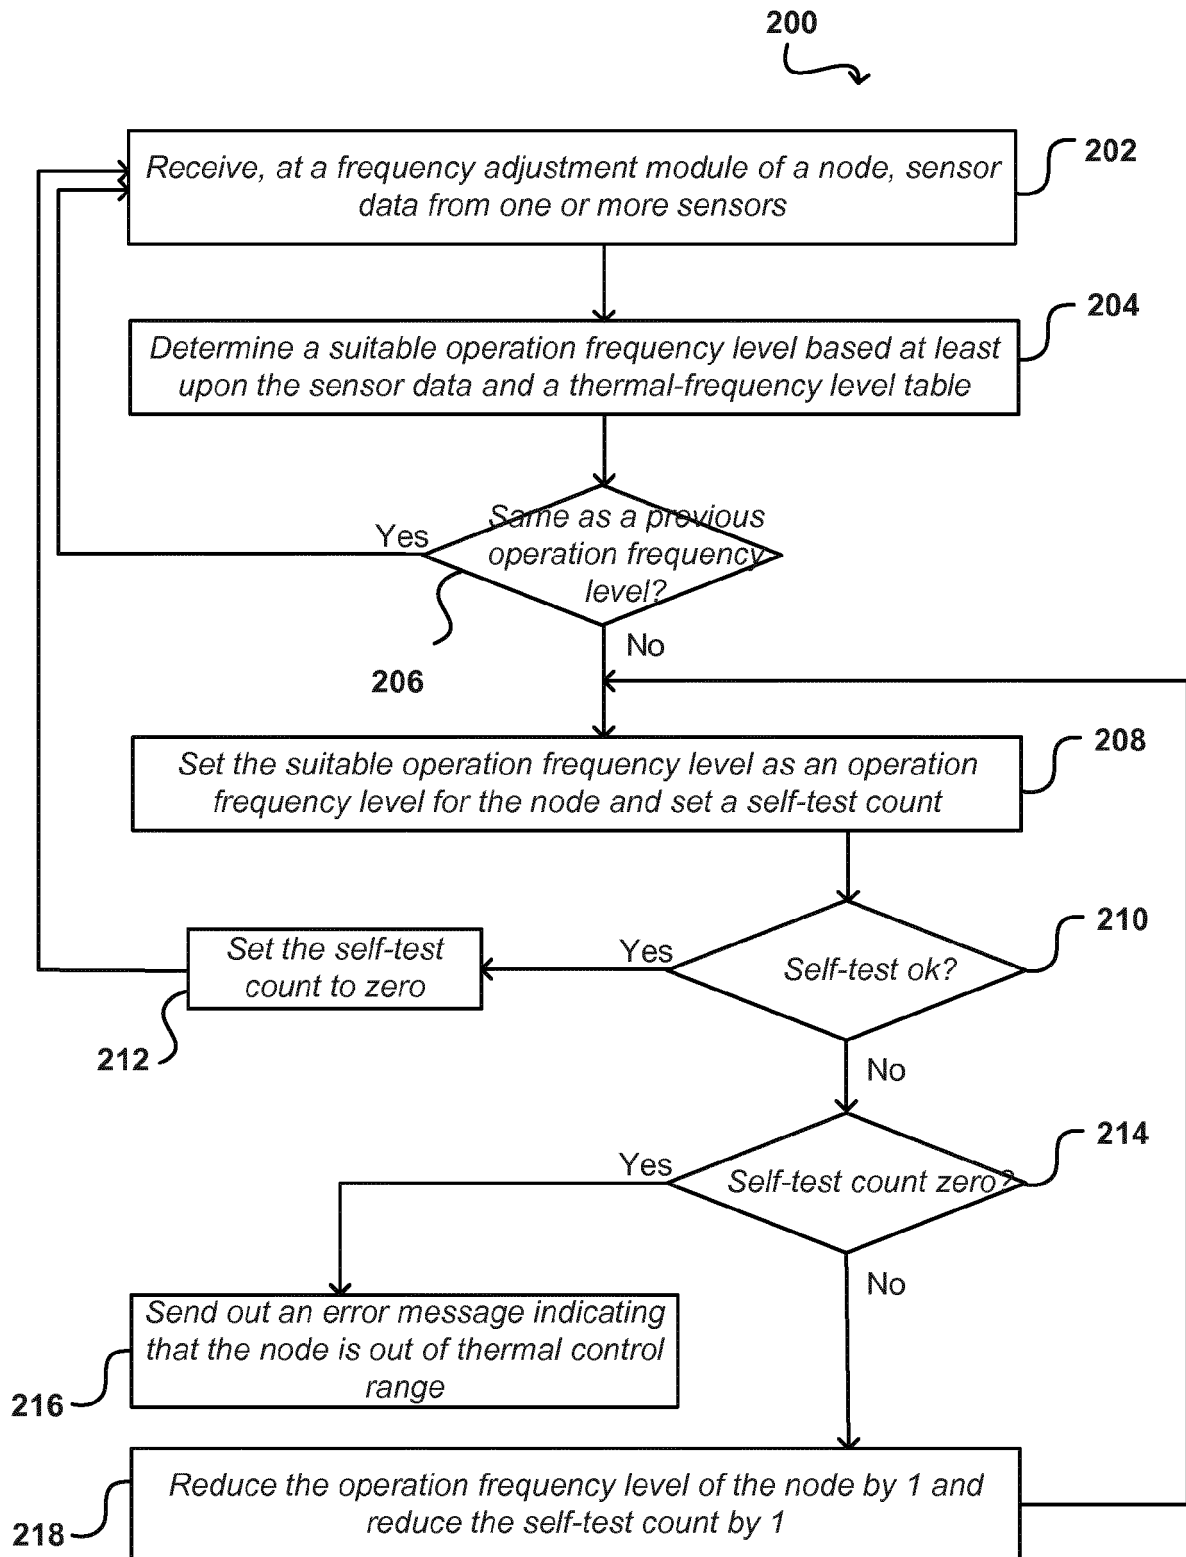 200
Receive, at a frequency adjustment module of a node, sensor
data from one or more sensors
202
Determine a suitable operation frequency level based at least
upon the sensor data and a thermal-frequency level table
204
Same as a previous
operation frequency
level?
Yes
No
206
Set the suitable operation frequency level as an operation
frequency level for the node and set a self-test count
208
Self-test ok?
210
Yes
Set the self-test
count to zero
212
No
Self-test count zero?
214
Yes
No
Send out an error message indicating
that the node is out of thermal control
range
216
Reduce the operation frequency level of the node by 1 and
reduce the self-test count by 1
218